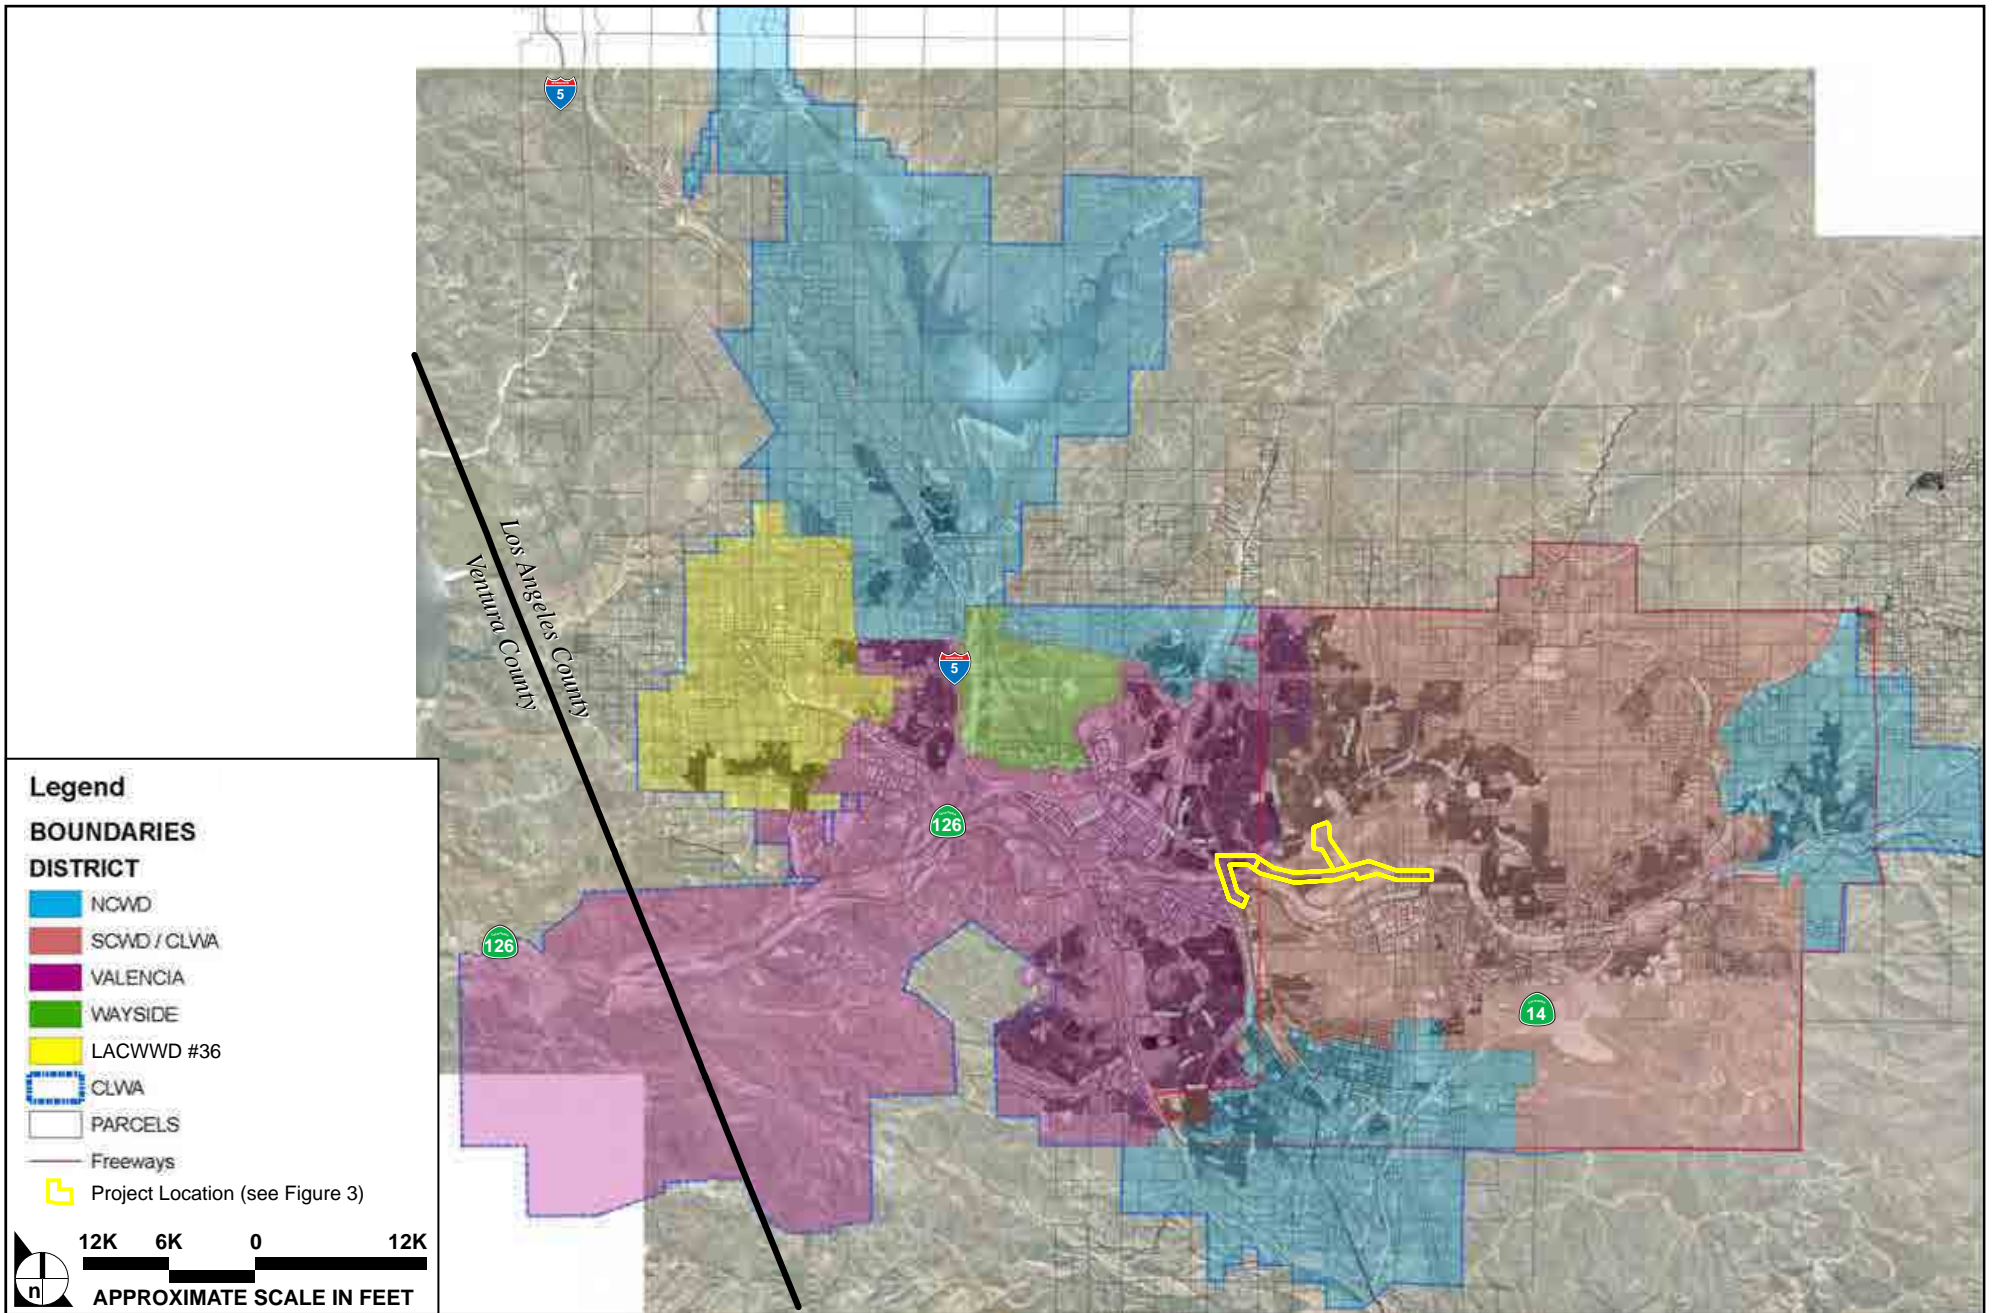 5
Los Angeles County
Ventura County
5
126
126
14
Legend
BOUNDARIES
DISTRICT
NCWD
SCWD / CLWA
VALENCIA
WAYSIDE
LACWWD #36
CLWA
PARCELS
Freeways
Project Location (see Figure 3)
12K 6K 0 12K
n
APPROXIMATE SCALE IN FEET